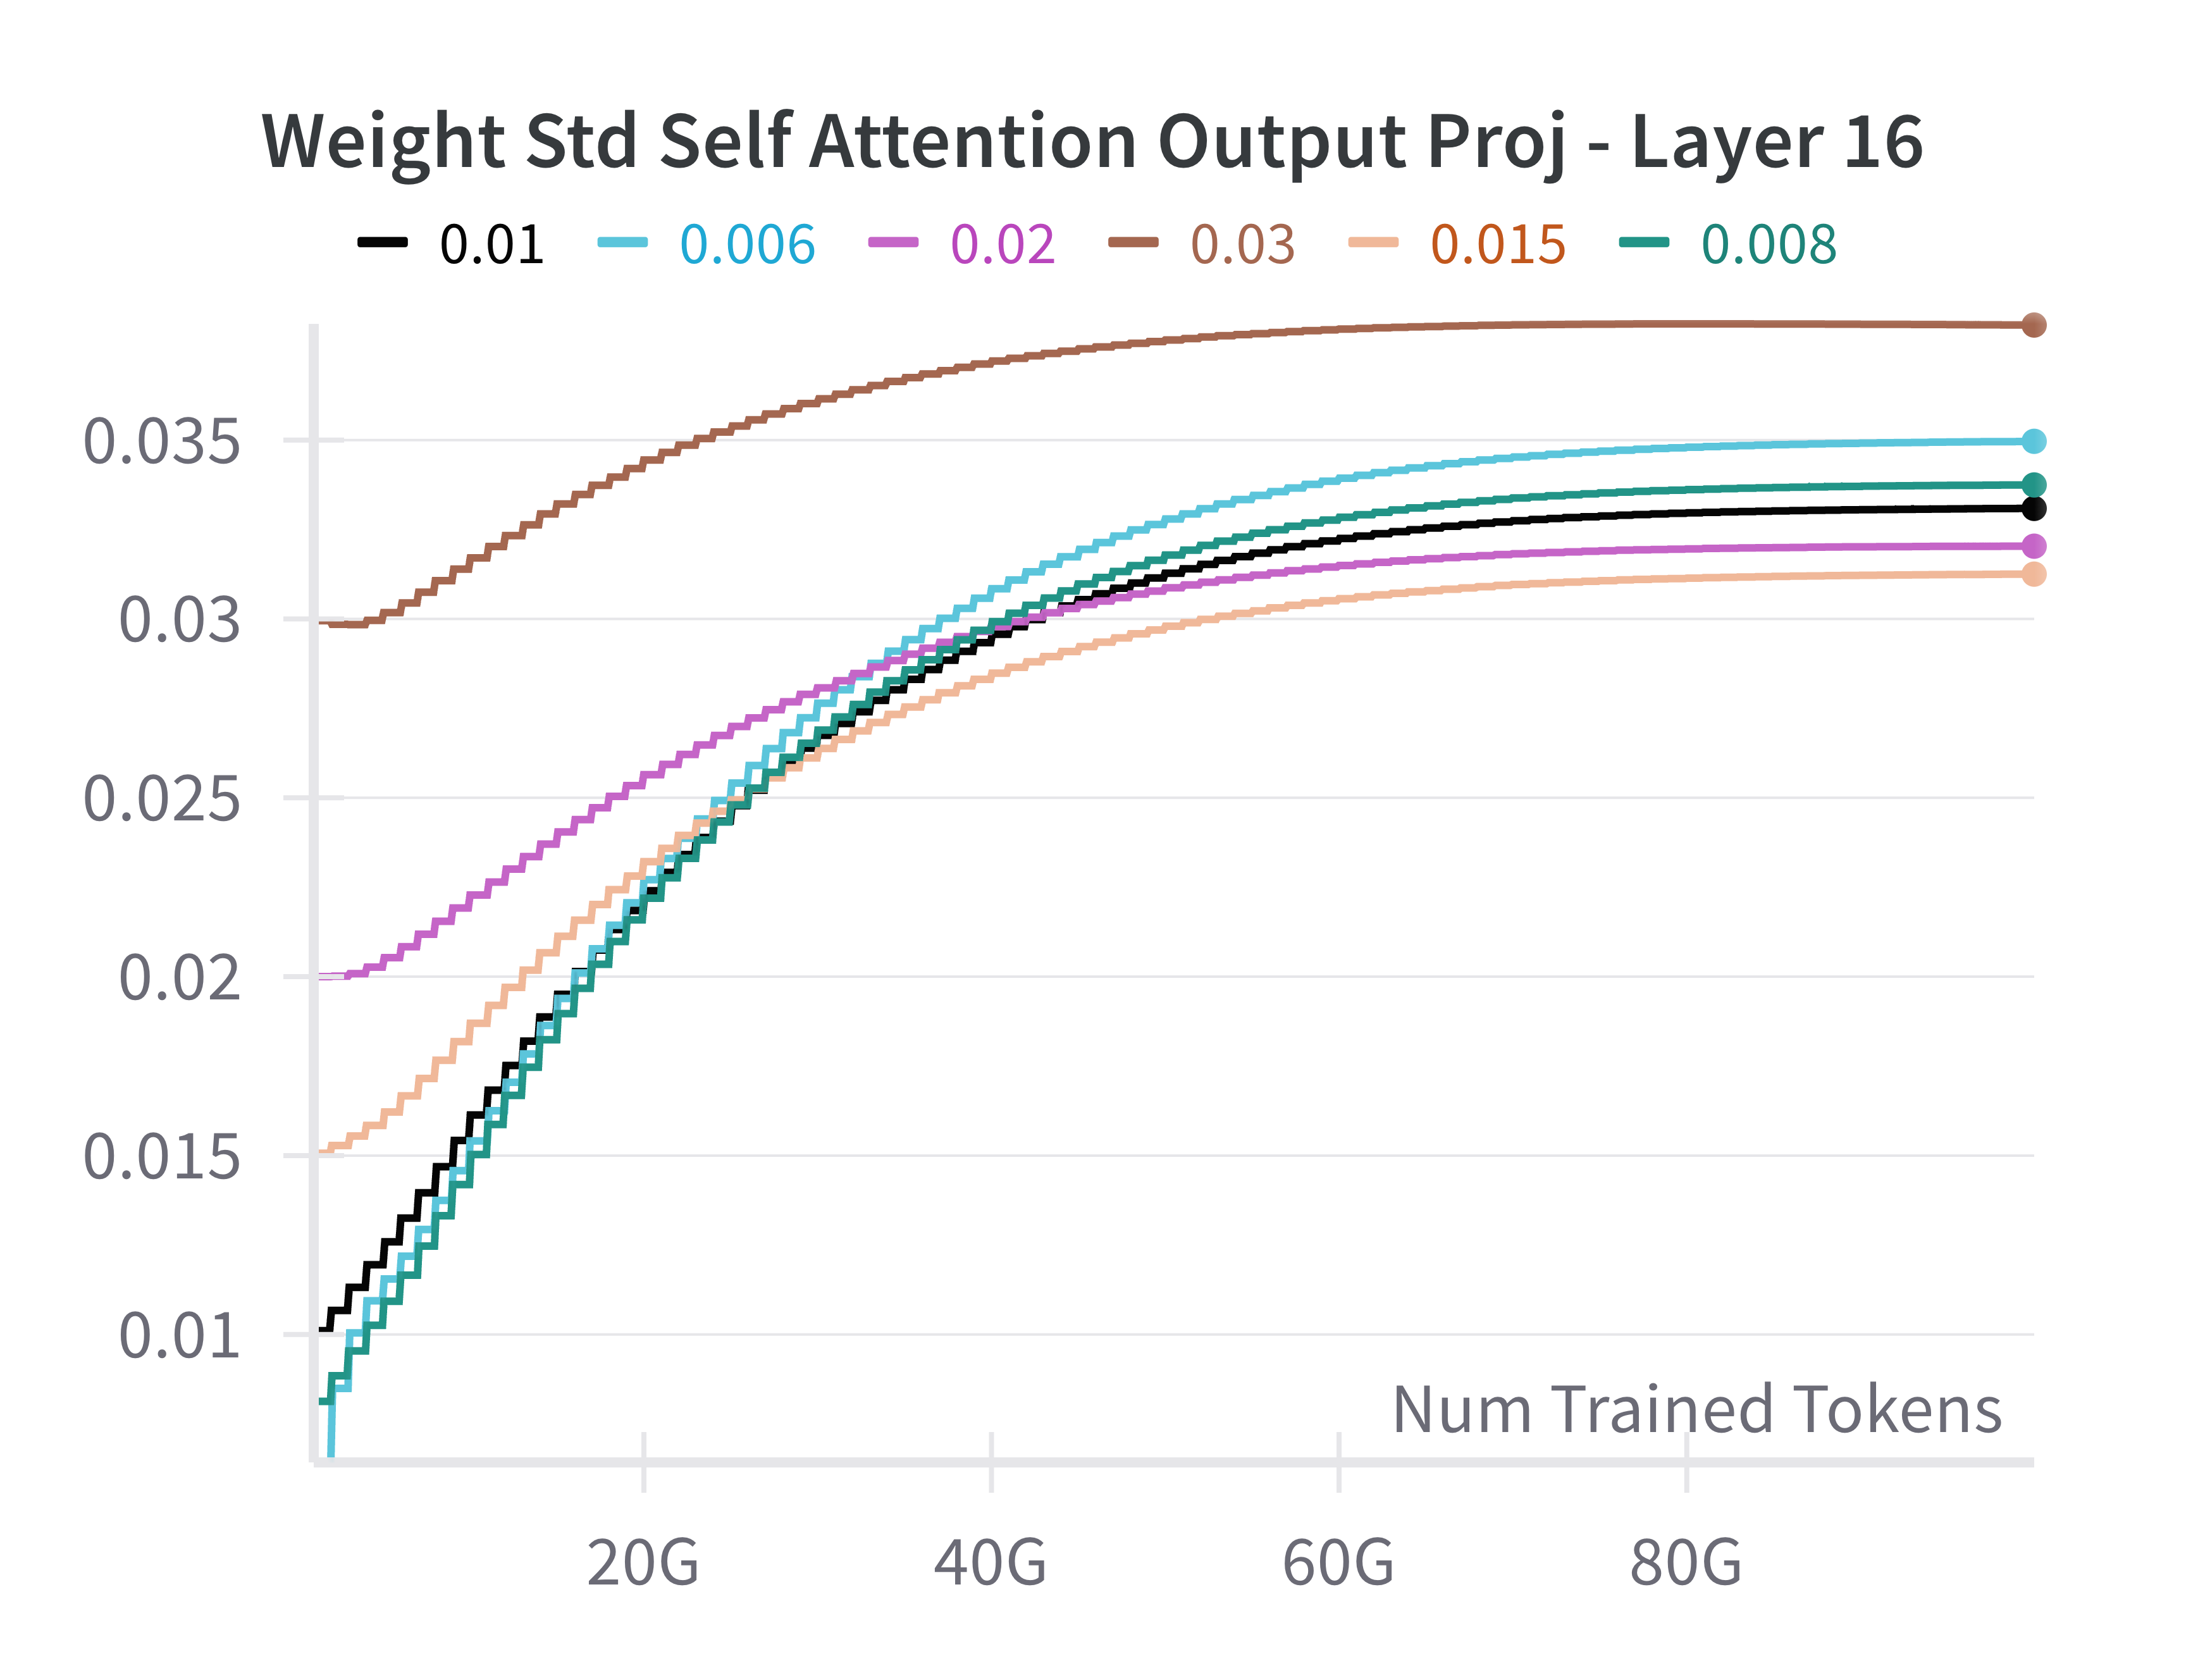 Weight Std Self Attention Output Proj - Layer 16
0.01 0.006 0.02 0.03 0.015 0.008
0.035
0.03
0.025
0.02
0.015
0.01
Num Trained Tokens
20G 40G 60G 80G